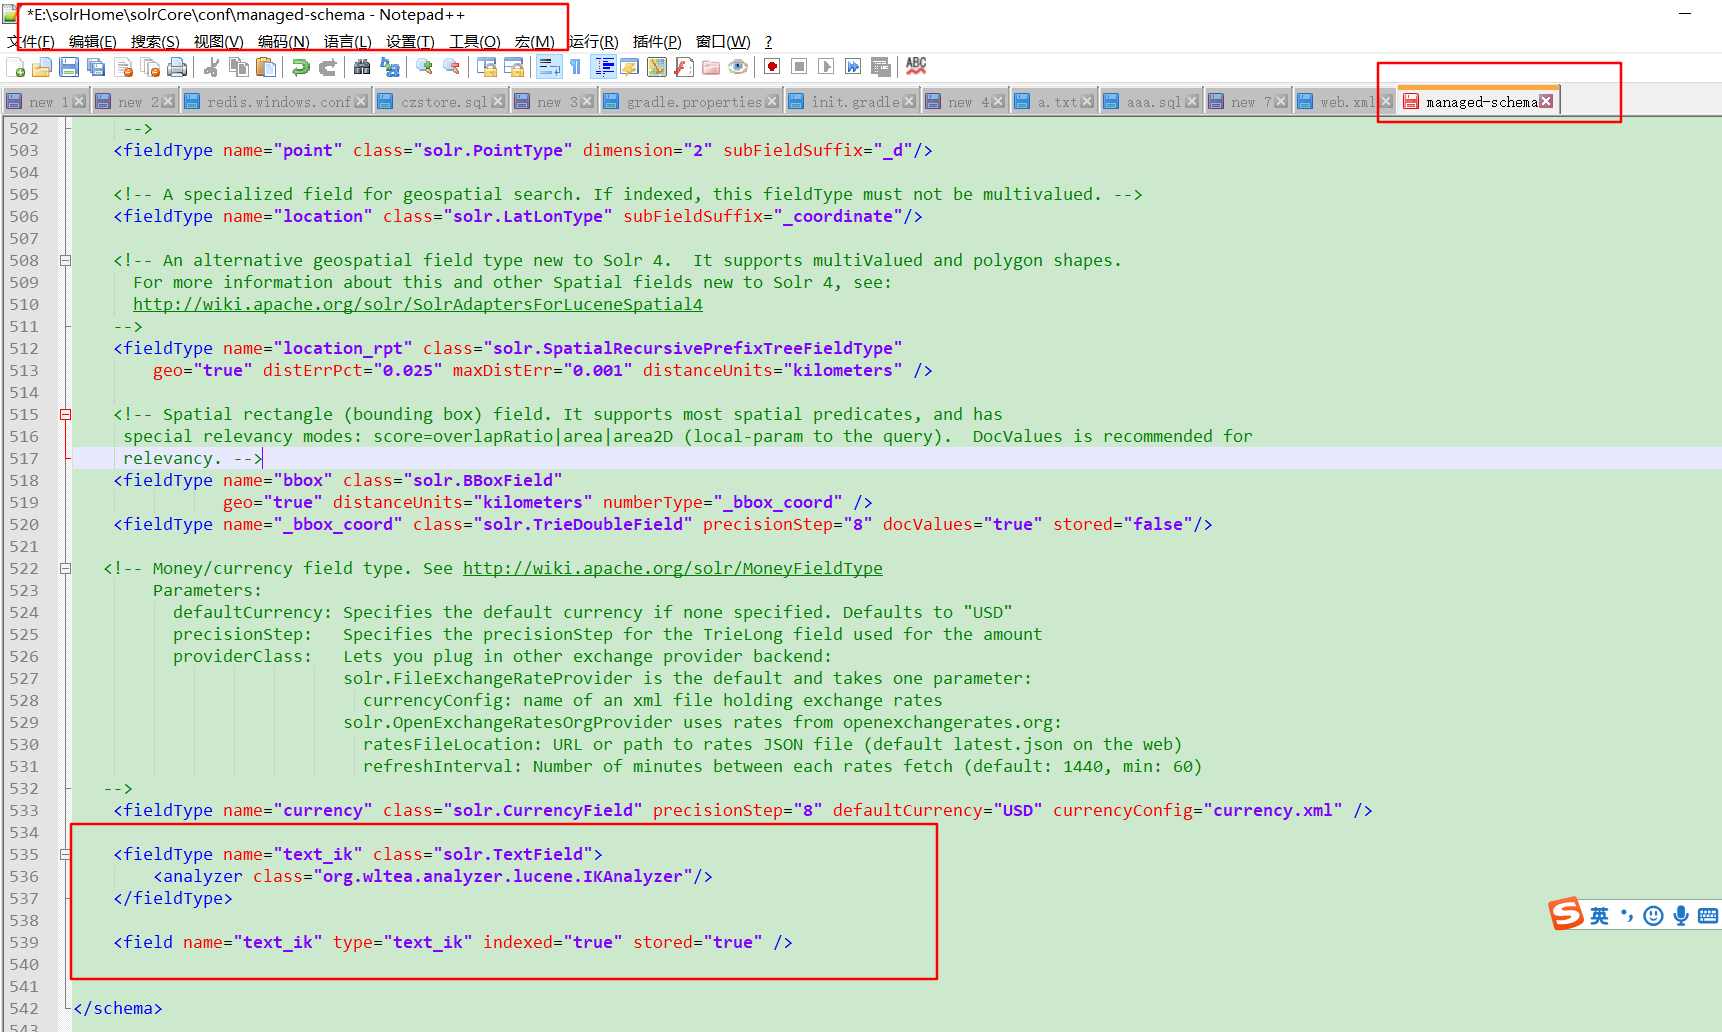 *E:\solrHome\solrCore\conf\managed-schema - Notepad++
文件(F) 编辑(E) 搜索(S) 视图(V) 编码(N) 语言(L) 设置(T) 工具(O) 宏(M) 运行(R) 插件(P) 窗口(W) ?
ABC
new 1 new 2 redis.windows.conf czstore.sql new 3 gradle.properties init.gradle new 4 a.txt aaa.sql new 7 web.xml managed-schema
502 -->
503 <fieldType name="point" class="solr.PointType" dimension="2" subFieldSuffix="_d"/>
504
505 <!-- A specialized field for geospatial search. If indexed, this fieldType must not be multivalued. -->
506 <fieldType name="location" class="solr.LatLonType" subFieldSuffix="_coordinate"/>
507
508 <!-- An alternative geospatial field type new to Solr 4.  It supports multiValued and polygon shapes.
509 For more information about this and other Spatial fields new to Solr 4, see:
510 http://wiki.apache.org/solr/SolrAdaptersForLuceneSpatial4
511 -->
512 <fieldType name="location_rpt" class="solr.SpatialRecursivePrefixTreeFieldType"
513 geo="true" distErrPct="0.025" maxDistErr="0.001" distanceUnits="kilometers" />
514
515 <!-- Spatial rectangle (bounding box) field. It supports most spatial predicates, and has
516 special relevancy modes: score=overlapRatio|area|area2D (local-param to the query).  DocValues is recommended for
517 relevancy. -->
518 <fieldType name="bbox" class="solr.BBoxField"
519 geo="true" distanceUnits="kilometers" numberType="_bbox_coord" />
520 <fieldType name="_bbox_coord" class="solr.TrieDoubleField" precisionStep="8" docValues="true" stored="false"/>
521
522 <!-- Money/currency field type. See http://wiki.apache.org/solr/MoneyFieldType
523 Parameters:
524 defaultCurrency: Specifies the default currency if none specified. Defaults to "USD"
525 precisionStep:   Specifies the precisionStep for the TrieLong field used for the amount
526 providerClass:   Lets you plug in other exchange provider backend:
527 solr.FileExchangeRateProvider is the default and takes one parameter:
528 currencyConfig: name of an xml file holding exchange rates
529 solr.OpenExchangeRatesOrgProvider uses rates from openexchangerates.org:
530 ratesFileLocation: URL or path to rates JSON file (default latest.json on the web)
531 refreshInterval: Number of minutes between each rates fetch (default: 1440, min: 60)
532 -->
533 <fieldType name="currency" class="solr.CurrencyField" precisionStep="8" defaultCurrency="USD" currencyConfig="currency.xml" />
534
535 <fieldType name="text_ik" class="solr.TextField">
536 <analyzer class="org.wltea.analyzer.lucene.IKAnalyzer"/>
537 </fieldType>
538
539 <field name="text_ik" type="text_ik" indexed="true" stored="true" />
540
541
542 </schema>
543
S 英